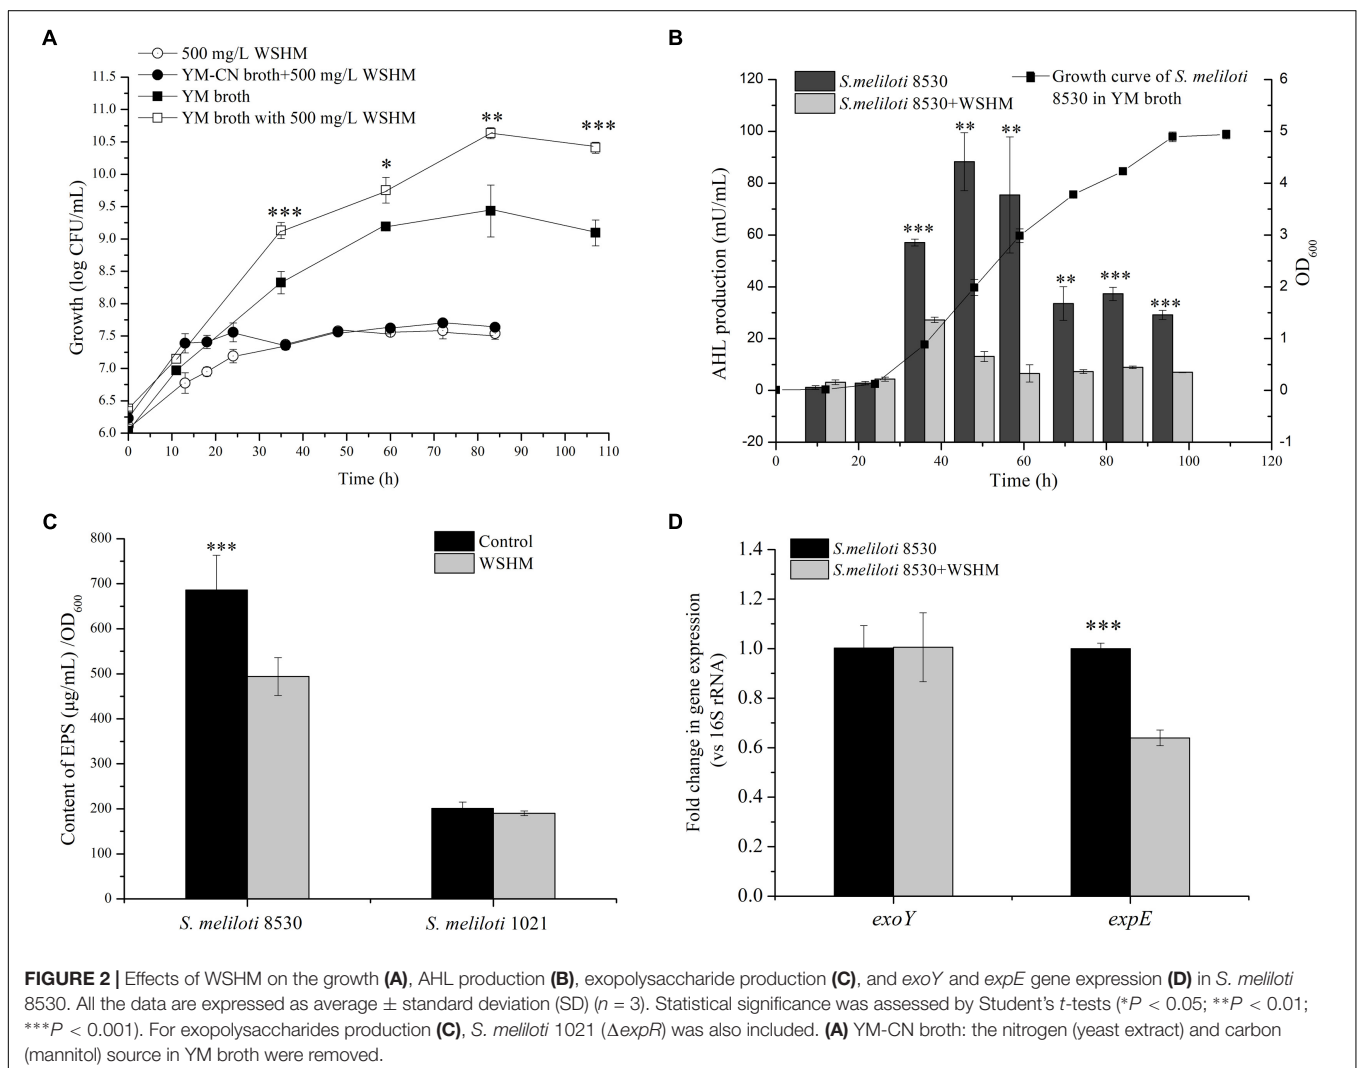 A
500 mg/L WSHM
YM-CN broth+500 mg/L WSHM
YM broth
YM broth with 500 mg/L WSHM
11.5
11.0
10.5
10.0
9.5
9.0
8.5
8.0
7.5
7.0
6.5
6.0
Growth (log CFU/mL)
***
*
**
***
0 10 20 30 40 50 60 70 80 90 100 110
Time (h)
B
S.meliloti 8530
S.meliloti 8530+WSHM
Growth curve of S. meliloti
8530 in YM broth
120
100
80
60
40
20
0
-20
AHL production (mU/mL)
***
**
**
**
***
***
6
5
4
3
2
1
0
-1
OD600
0 20 40 60 80 100 120
Time (h)
C
Control
WSHM
800
700
600
500
400
300
200
100
0
Content of EPS (µg/mL) /OD600
***
S. meliloti 8530 S. meliloti 1021
D
S.meliloti 8530
S.meliloti 8530+WSHM
1.4
1.2
1.0
0.8
0.6
0.4
0.2
0.0
Fold change in gene expression
(vs 16S rRNA)
***
exoY expE
FIGURE 2 | Effects of WSHM on the growth (A), AHL production (B), exopolysaccharide production (C), and exoY and expE gene expression (D) in S. meliloti
8530. All the data are expressed as average ± standard deviation (SD) (n = 3). Statistical significance was assessed by Student's t-tests (*P < 0.05; **P < 0.01;
***P < 0.001). For exopolysaccharides production (C), S. meliloti 1021 (ΔexpR) was also included. (A) YM-CN broth: the nitrogen (yeast extract) and carbon
(mannitol) source in YM broth were removed.